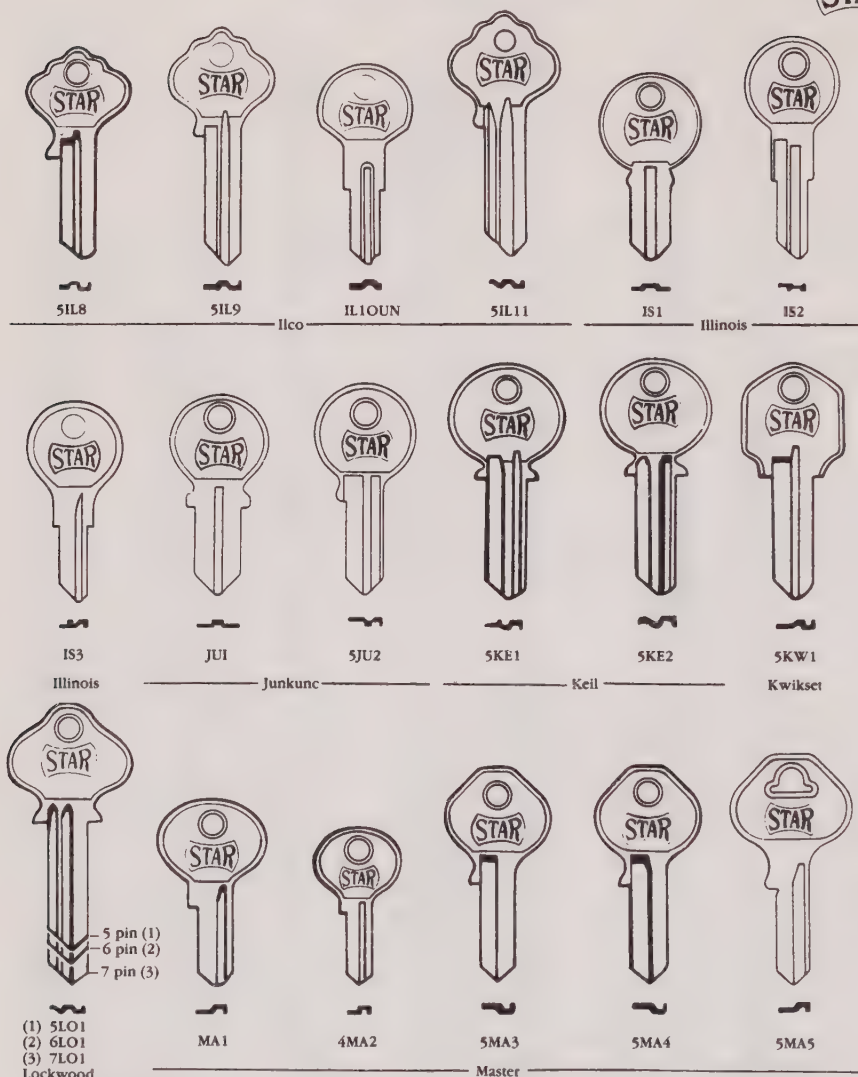 STAR STAR STAR STAR STAR STAR
5IL8 5IL9 IL1OUN 5IL11 IS1 IS2
Ilco Illinois
STAR STAR STAR STAR STAR STAR
IS3 JUI 5JU2 5KE1 5KE2 5KW1
Illinois Junkunc Keil Kwikset
STAR STAR STAR STAR STAR STAR
5 pin (1)
6 pin (2)
7 pin (3)
(1) 5LO1 MA1 4MA2 5MA3 5MA4 5MA5
(2) 6LO1
(3) 7LO1
Lockwood Master